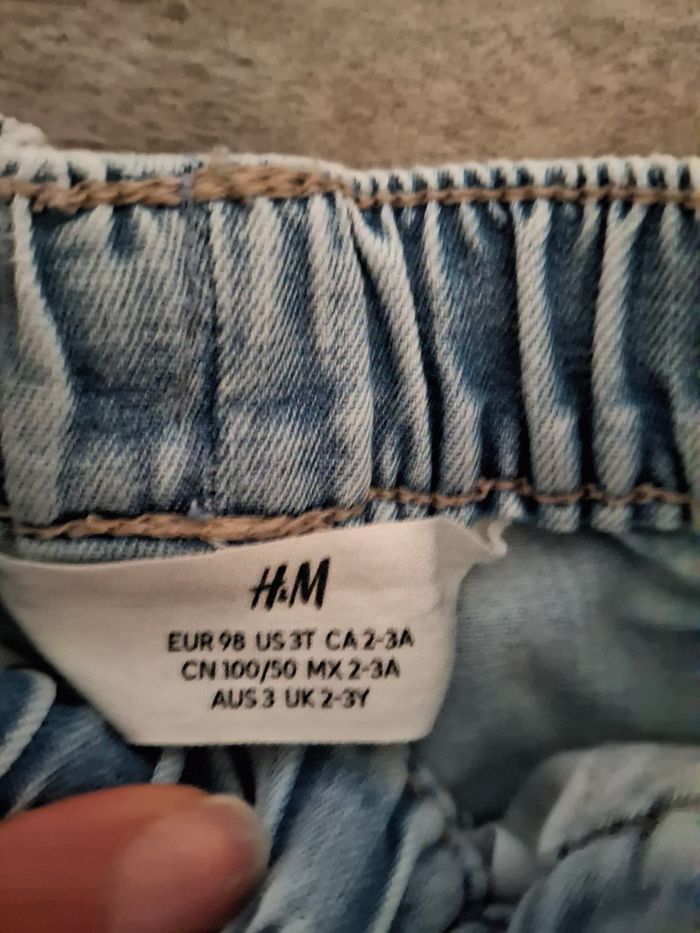 H&M
EUR 98 US 3T CA 2-3A
CN 100/50 MX 2-3A
AUS 3 UK 2-3Y